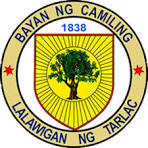 BAYAN NG CAMILING
1838
LALAWIGAN NG TARLAC